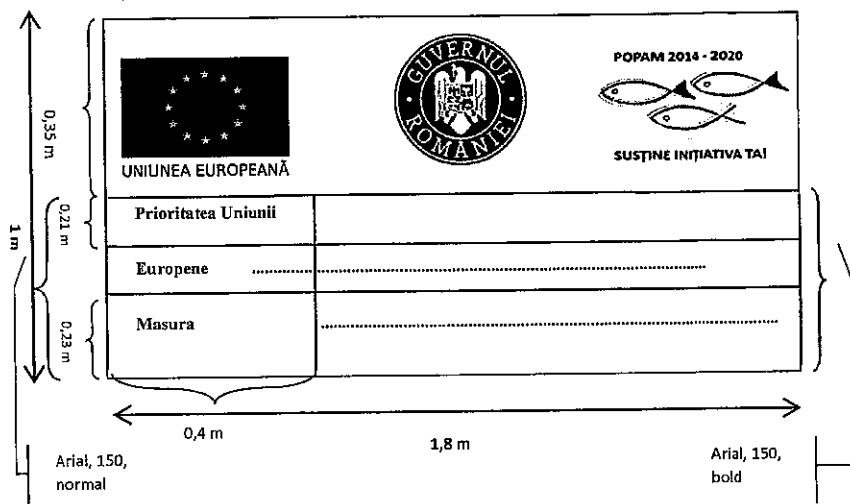 POPAM 2014 - 2020
GUVERNUL ROMÂNIEI
UNIUNEA EUROPEANĂ
SUSȚINE INIȚIATIVA TA!
0,35 m
1 m
0,21 m
0,23 m
Prioritatea Uniunii
Europene ................................................
Masura ................................................
0,4 m
1,8 m
Arial, 150,
normal
Arial, 150,
bold